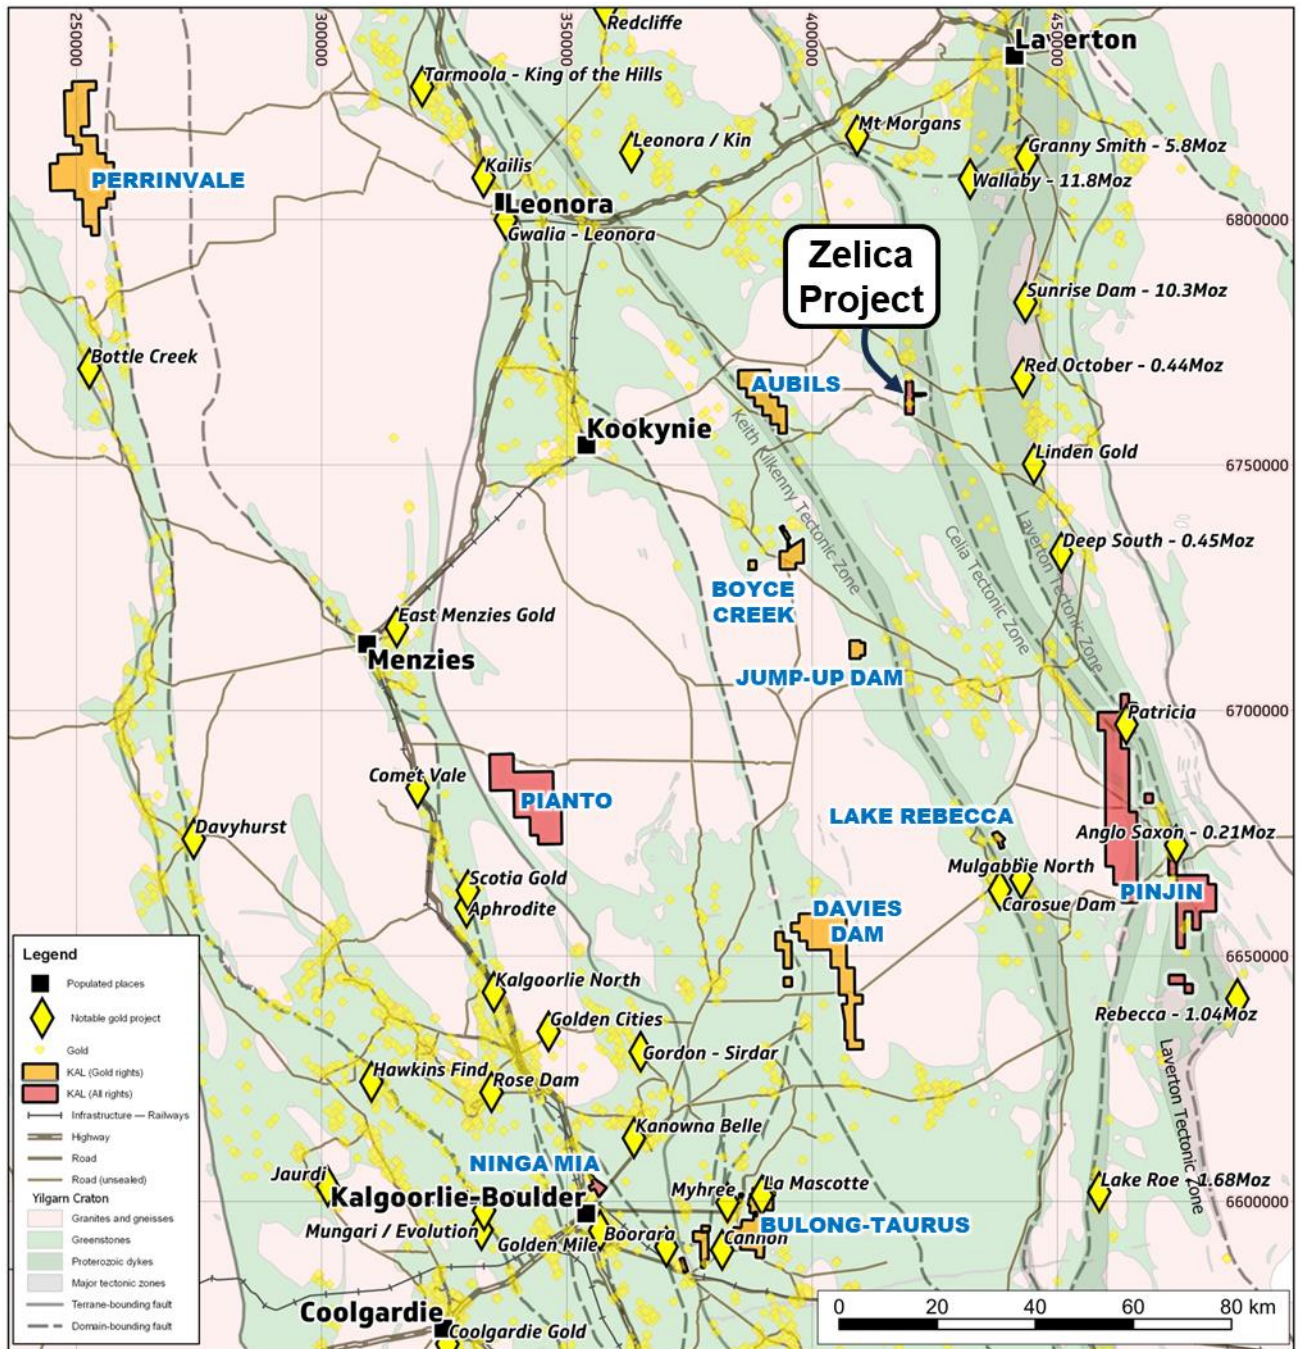 250000
300000
350000
400000
450000
Redcliffe
Laverton
Tarmoola - King of the Hills
Mt Morgans
Leonora / Kin
Granny Smith - 5.8Moz
Kailis
Wallaby - 11.8Moz
PERRINVALE
Leonora
6800000
Gwalia - Leonora
Zelica
Project
Sunrise Dam - 10.3Moz
Bottle Creek
Red October - 0.44Moz
AUBILS
Kookynie
Keith Kilkenny Tectonic Zone
Linden Gold
6750000
Celia Tectonic Zone
Laverton Tectonic Zone
Deep South - 0.45Moz
BOYCE
CREEK
East Menzies Gold
Menzies
JUMP-UP DAM
6700000
Patricia
Comet Vale
PIANTO
LAKE REBECCA
Davyhurst
Anglo Saxon - 0.21Moz
Mulgabbie North
Scotia Gold
PINJIN
Carosue Dam
Aphrodite
DAVIES
DAM
6650000
Kalgoorlie North
Rebecca - 1.04Moz
Golden Cities
Gordon - Sirdar
Laverton Tectonic Zone
Hawkins Find
Rose Dam
Kanowna Belle
NINGA MIA
Jaurdi
Myhree
La Mascotte
Lake Roe - 1.68Moz
Kalgoorlie-Boulder
6600000
BULONG-TAURUS
Mungari / Evolution
Golden Mile
Boorara
Cannon
Coolgardie
Coolgardie Gold
Legend
Populated places
Notable gold project
Gold
KAL (Gold rights)
KAL (All rights)
Infrastructure — Railways
Highway
Road
Road (unsealed)
Yilgarn Craton
Granites and gneisses
Greenstones
Proterozoic dykes
Major tectonic zones
Terrane-bounding fault
Domain-bounding fault
0 20 40 60 80 km